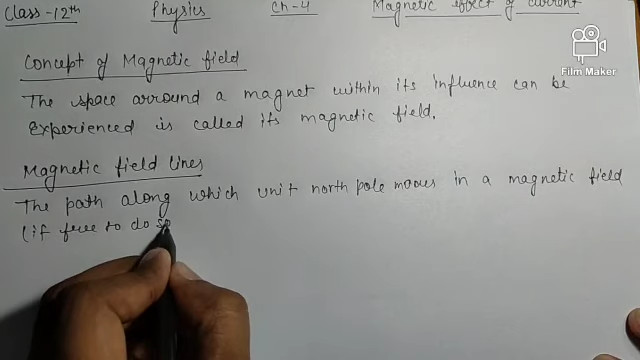 Class-12th Physics Ch-4 Magnetic effect of current
Concept of Magnetic field
The space arround a magnet within its influence can be
Experienced is called its magnetic field.
Magnetic field lines
The path along which unit north pole moves in a magnetic field
(if free to do so
Film Maker